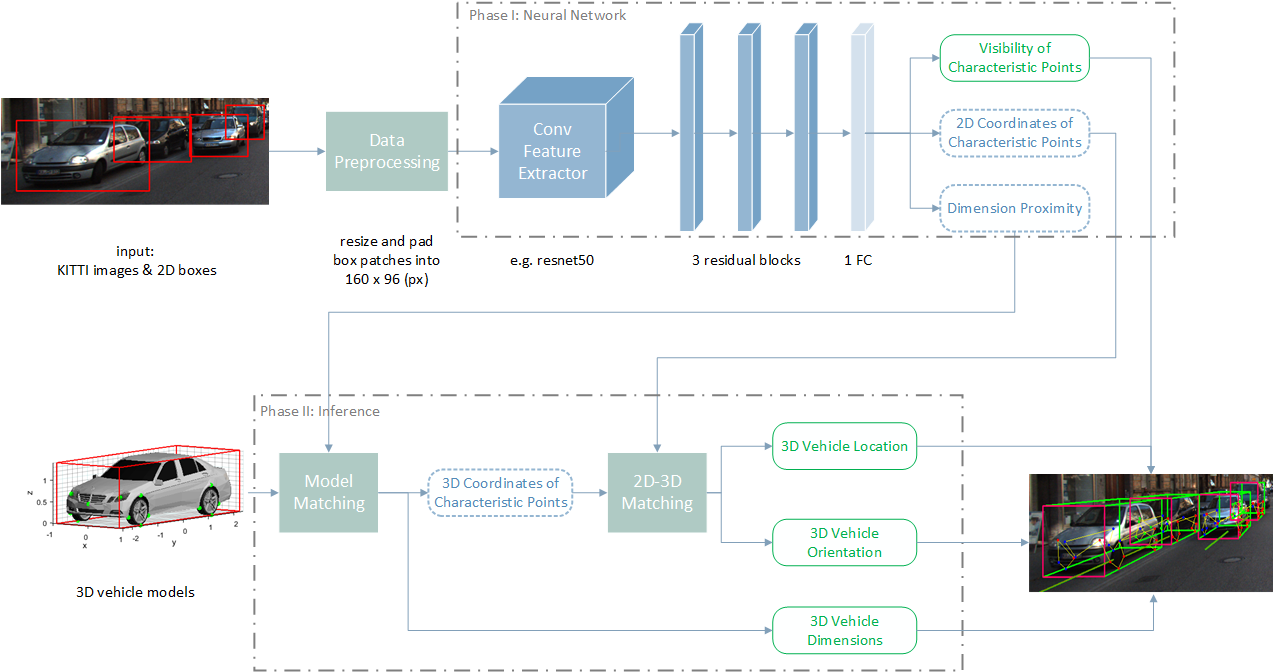 Phase I: Neural Network
Visibility of
Characteristic Points
Data
Preprocessing
Conv
Feature
Extractor
2D Coordinates of
Characteristic Points
Dimension Proximity
input:
KITTI images & 2D boxes
resize and pad
box patches into
160 x 96 (px)
e.g. resnet50
3 residual blocks
1 FC
Phase II: Inference
3D Vehicle Location
Model
Matching
3D Coordinates of
Characteristic Points
2D-3D
Matching
3D Vehicle
Orientation
3D Vehicle
Dimensions
z
1
0.5
0
-1
0
1
x
-2
-1
0
1
2
y
3D vehicle models